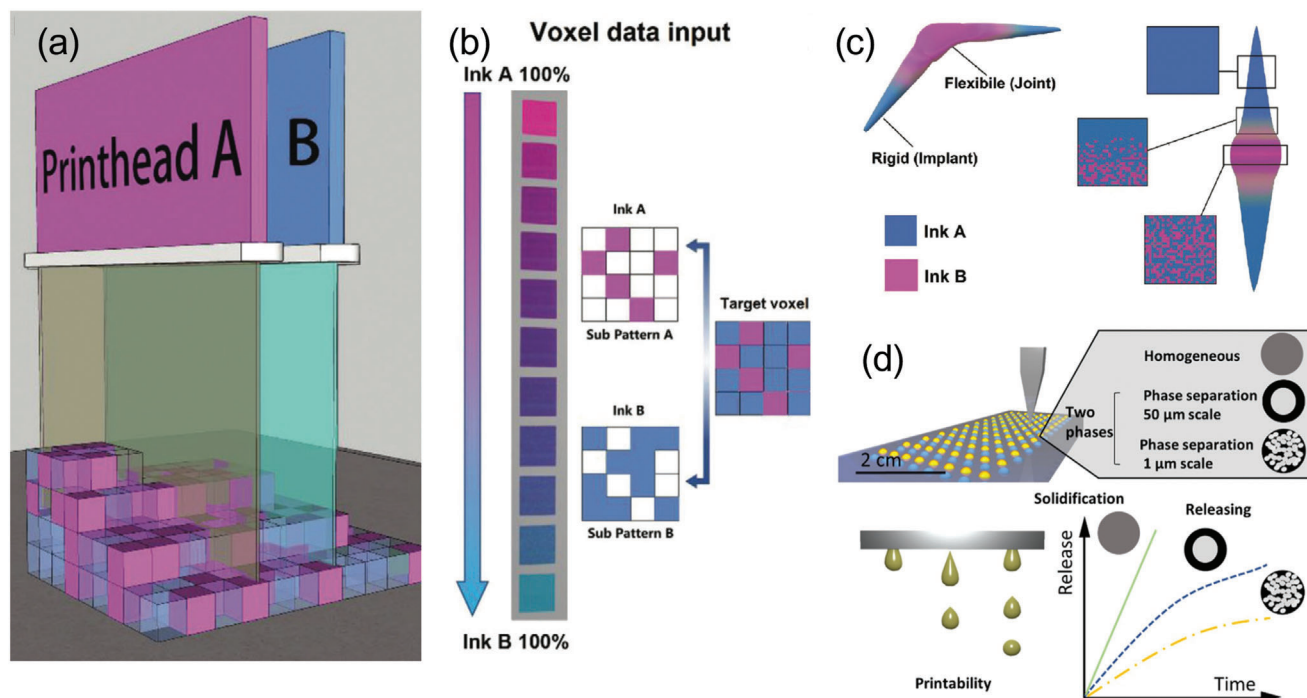 (a)
Printhead A
B
(b)
Voxel data input
Ink A 100%
Ink A
Sub Pattern A
Target voxel
Ink B
Sub Pattern B
Ink B 100%
(c)
Flexibile (Joint)
Rigid (Implant)
Ink A
Ink B
(d)
2 cm
Two
phases
Homogeneous
Phase separation
50 μm scale
Phase separation
1 μm scale
Solidification
Printability
Releasing
Release
Time